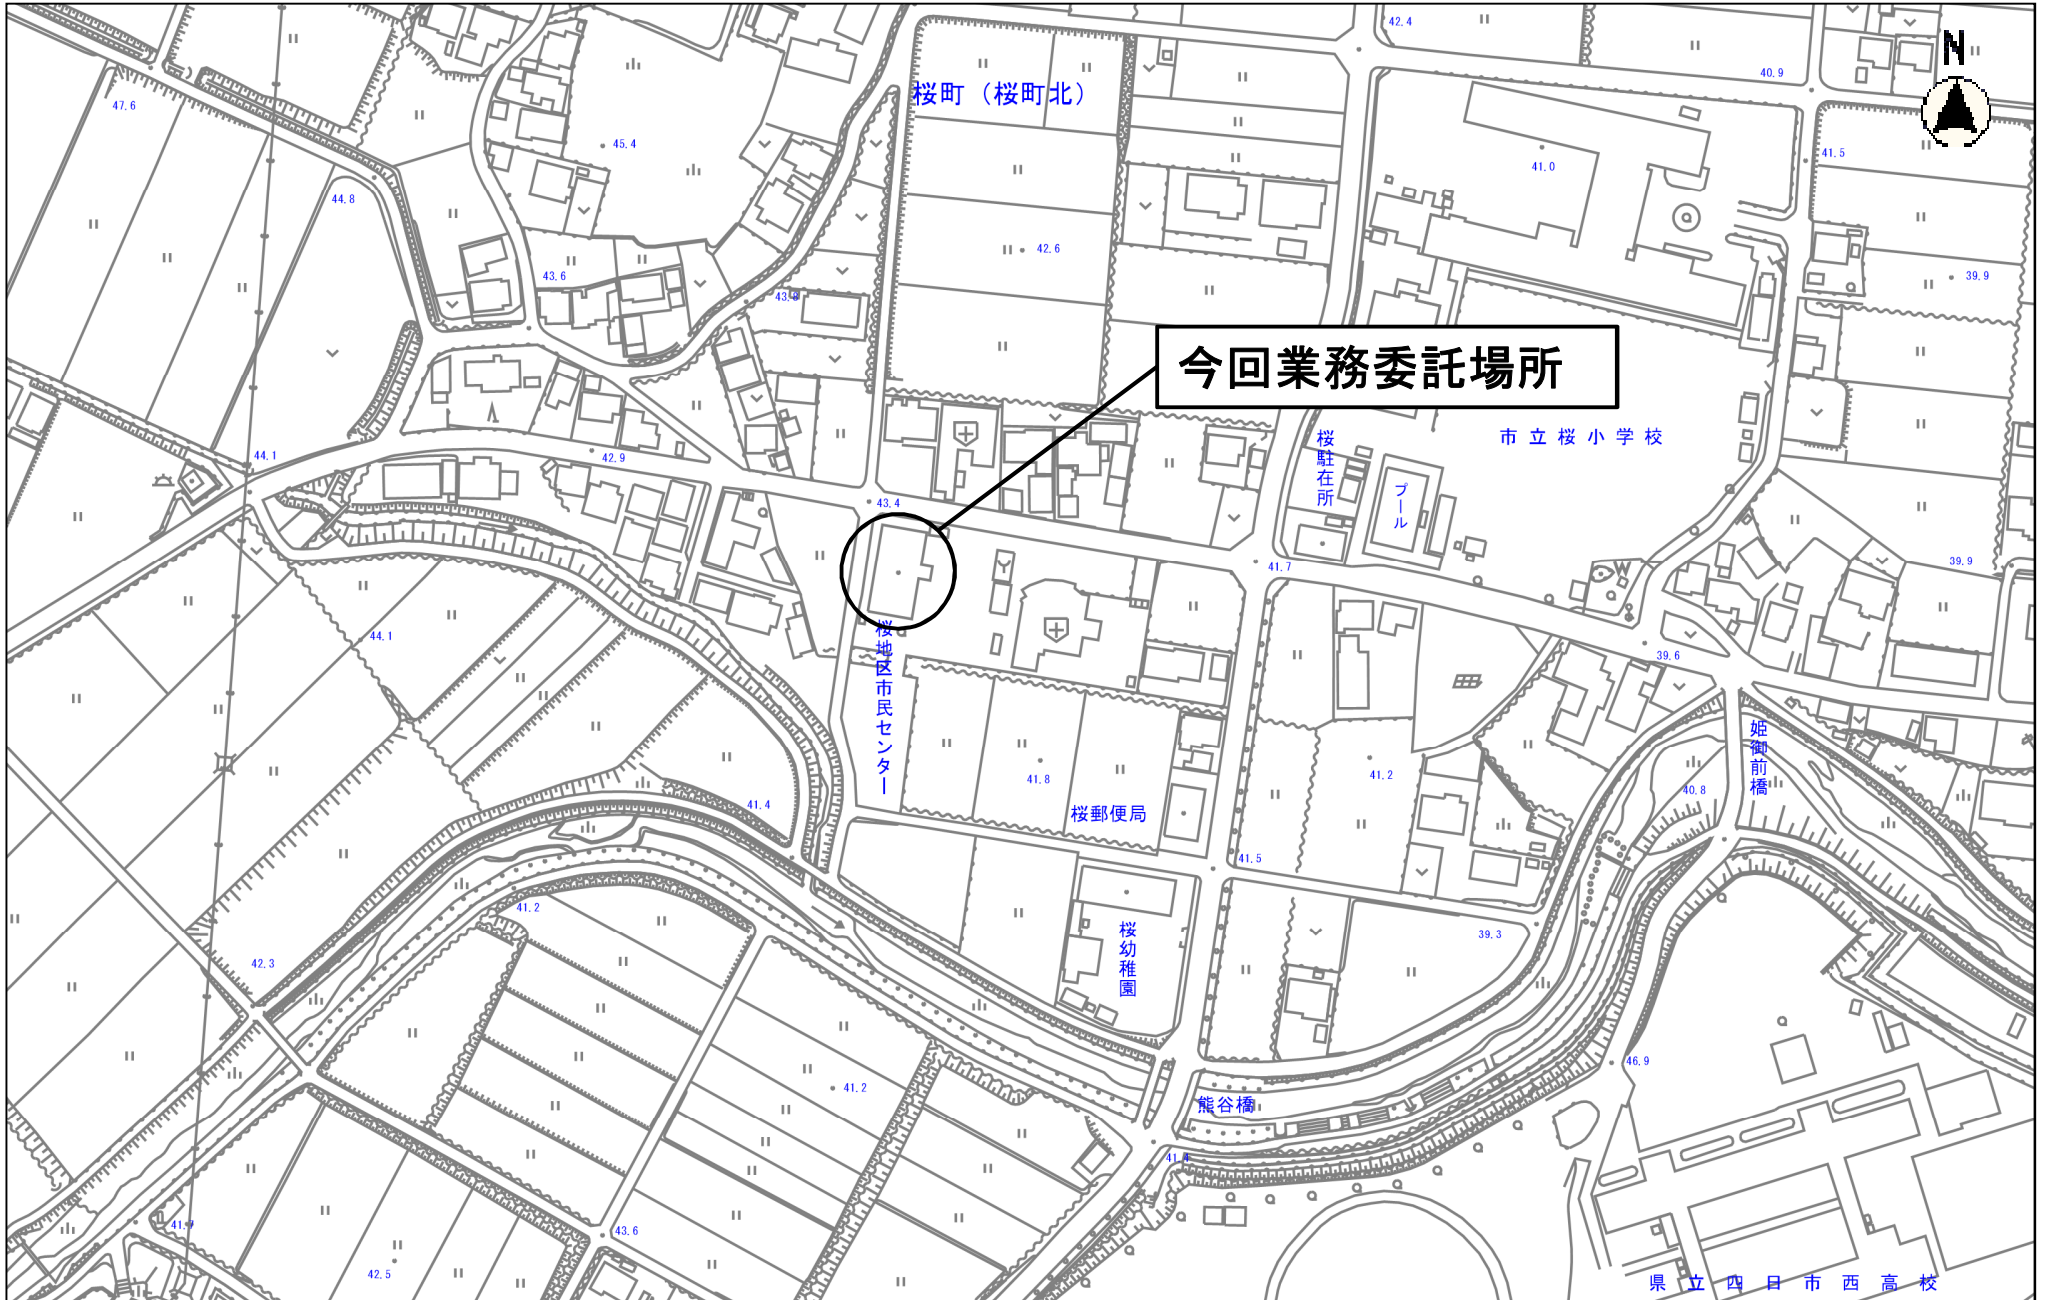 42.4
N
40.9
桜町（桜町北）
47.6
45.4
41.0
41.5
44.8
42.6
43.6
39.9
43.8
今回業務委託場所
市立桜小学校
桜駐在所
プール
44.1
42.9
43.4
41.7
39.9
44.1
39.6
桜地区市民センター
姫御前橋
41.8
41.2
40.8
41.4
桜郵便局
41.5
41.2
桜幼稚園
39.3
42.3
46.9
41.2
熊谷橋
41.4
41.7
43.6
42.5
県立四日市西高校